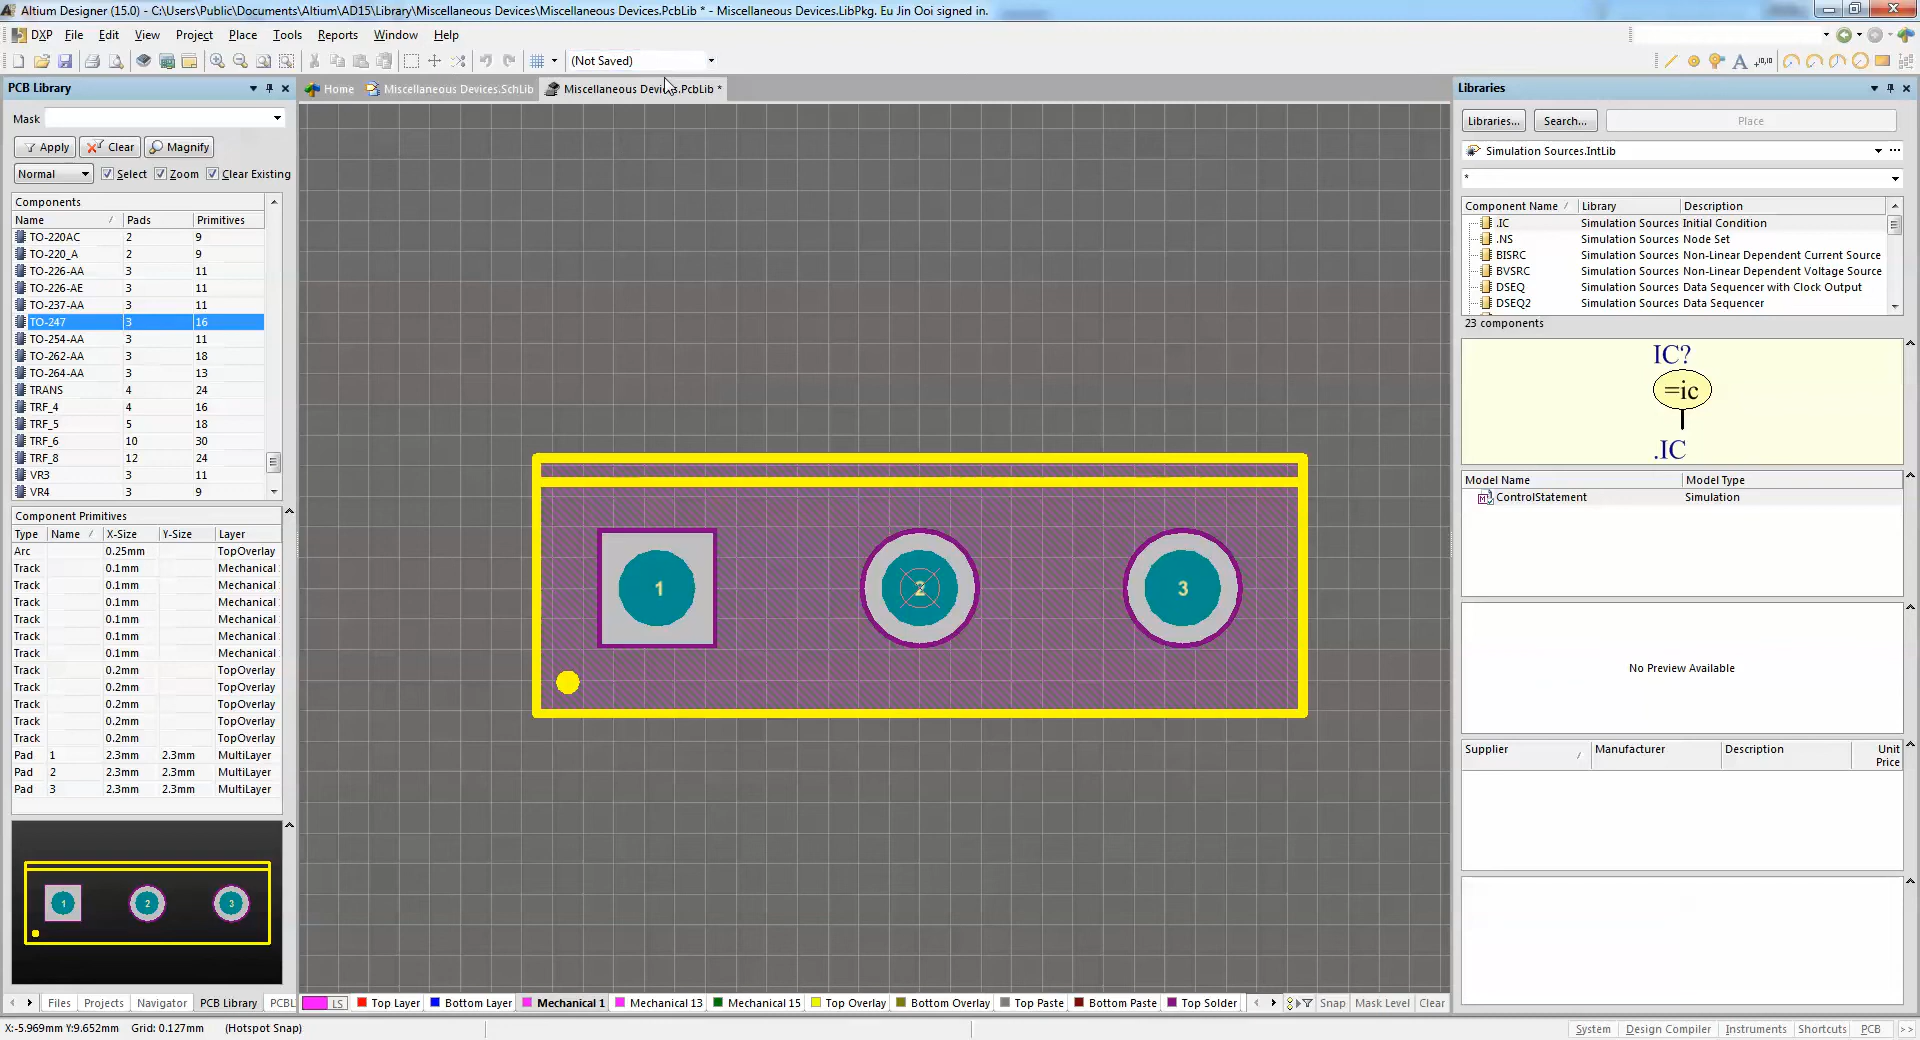 Altium Designer (15.0) - C:\Users\Public\Documents\Altium\AD15\Library\Miscellaneous Devices\Miscellaneous Devices.PcbLib * - Miscellaneous Devices.LibPkg. Eu Jin Ooi signed in.
DXP File Edit View Project Place Tools Reports Window Help
(Not Saved)
PCB Library
Home Miscellaneous Devices.SchLib Miscellaneous Devices.PcbLib *
Libraries
Mask
Libraries... Search... Place
Apply Clear Magnify
Simulation Sources.IntLib ...
Normal Select Zoom Clear Existing
*
Components
Name / Pads Primitives
TO-220AC 2 9
TO-220_A 2 9
TO-226-AA 3 11
TO-226-AE 3 11
TO-237-AA 3 11
TO-247 3 16
TO-254-AA 3 11
TO-262-AA 3 18
TO-264-AA 3 13
TRANS 4 24
TRF_4 4 16
TRF_5 5 18
TRF_6 10 30
TRF_8 12 24
VR3 3 11
VR4 3 9
Component Name / Library Description
.IC Simulation Sources Initial Condition
.NS Simulation Sources Node Set
BISRC Simulation Sources Non-Linear Dependent Current Source
BVSRC Simulation Sources Non-Linear Dependent Voltage Source
DSEQ Simulation Sources Data Sequencer with Clock Output
DSEQ2 Simulation Sources Data Sequencer
23 components
IC?
=ic
.IC
Model Name Model Type
ControlStatement Simulation
Component Primitives
Type Name / X-Size Y-Size Layer
Arc 0.25mm TopOverlay
Track 0.1mm Mechanical
Track 0.1mm Mechanical
Track 0.1mm Mechanical
Track 0.1mm Mechanical
Track 0.1mm Mechanical
Track 0.1mm Mechanical
Track 0.2mm TopOverlay
Track 0.2mm TopOverlay
Track 0.2mm TopOverlay
Track 0.2mm TopOverlay
Track 0.2mm TopOverlay
Pad 1 2.3mm 2.3mm MultiLayer
Pad 2 2.3mm 2.3mm MultiLayer
Pad 3 2.3mm 2.3mm MultiLayer
1 2 3
No Preview Available
Supplier / Manufacturer Description Unit Price
1 2 3
Files Projects Navigator PCB Library PCBL
LS Top Layer Bottom Layer Mechanical 1 Mechanical 13 Mechanical 15 Top Overlay Bottom Overlay Top Paste Bottom Paste Top Solder Snap Mask Level Clear
X:-5.969mm Y:9.652mm Grid: 0.127mm (Hotspot Snap)
System Design Compiler Instruments Shortcuts PCB >>